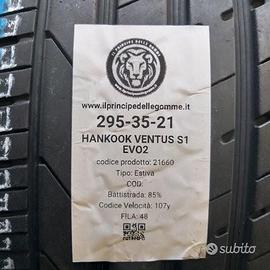 IL PRINCIPE DELLE GOMME
www.ilprincipedellegomme.it
295-35-21
HANKOOK VENTUS S1
EVO2
codice prodotto: 21660
Tipo: Estiva
COD:
Battistrada: 85%
Codice Velocità: 107y
FILA: 48
subito